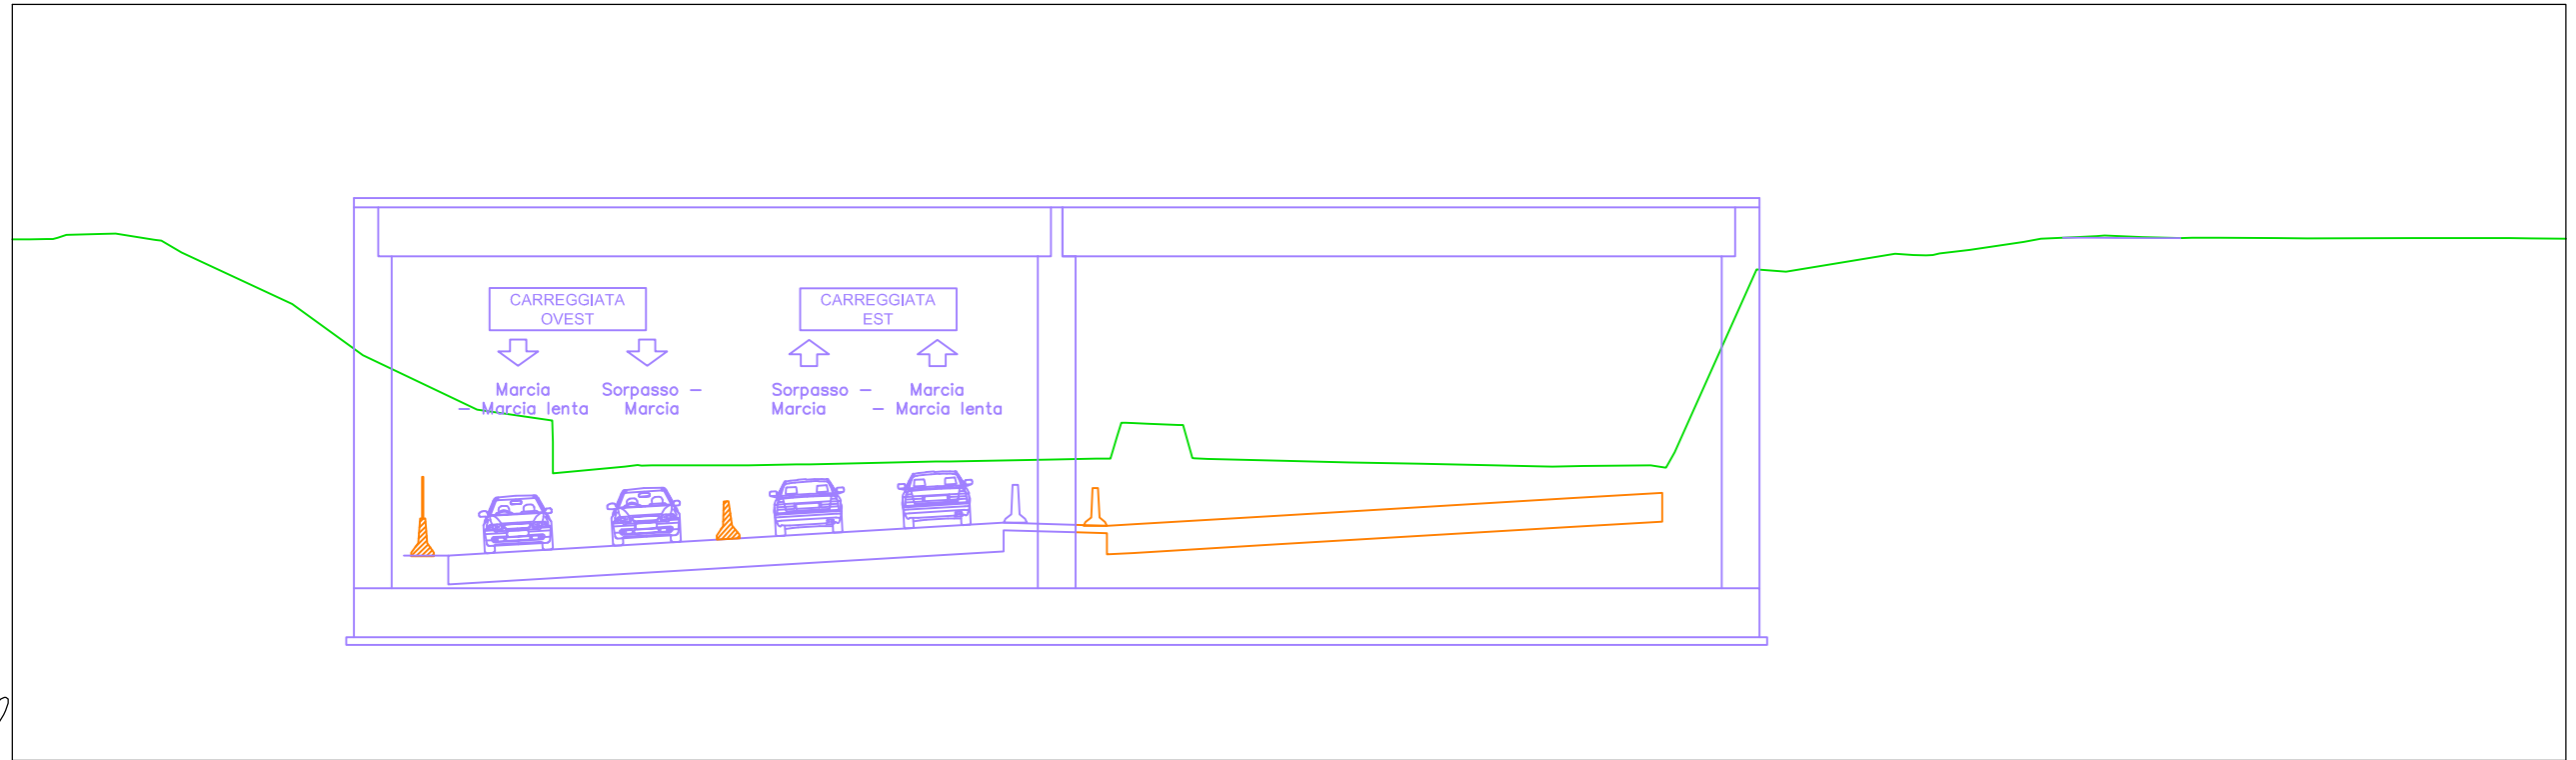 CARREGGIATA
OVEST
CARREGGIATA
EST
Marcia
- Marcia lenta
Sorpasso -
Marcia
Sorpasso -
Marcia
Marcia
- Marcia lenta